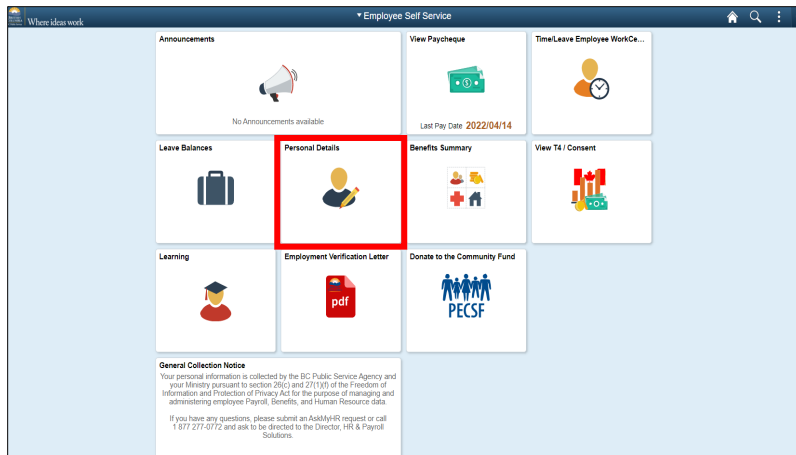 Where ideas work
Employee Self Service
Announcements
No Announcements available
View Paycheque
Last Pay Date 2022/04/14
Time/Leave Employee WorkCe...
Leave Balances
Personal Details
Benefits Summary
View T4 / Consent
Learning
Employment Verification Letter
pdf
Donate to the Community Fund
PECSF
General Collection Notice
Your personal information is collected by the BC Public Service Agency and
your Ministry pursuant to section 26(c) and 27(1)(f) of the Freedom of
Information and Protection of Privacy Act for the purpose of managing and
administering employee Payroll, Benefits, and Human Resource data.
If you have any questions, please submit an AskMyHR request or call
1 877 277-0772 and ask to be directed to the Director, HR & Payroll
Solutions.